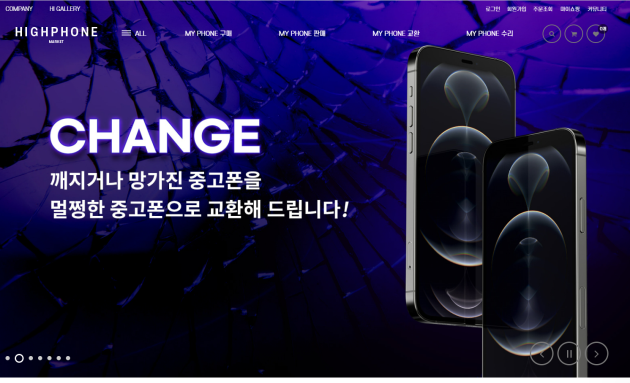 COMPANY HI GALLERY 로그인 회원가입 주문조회 마이쇼핑 커뮤니티
HIGHPHONE
MARKET
ALL MY PHONE 구매 MY PHONE 판매 MY PHONE 교환 MY PHONE 수리
CHANGE
깨지거나 망가진 중고폰을
멀쩡한 중고폰으로 교환해 드립니다!